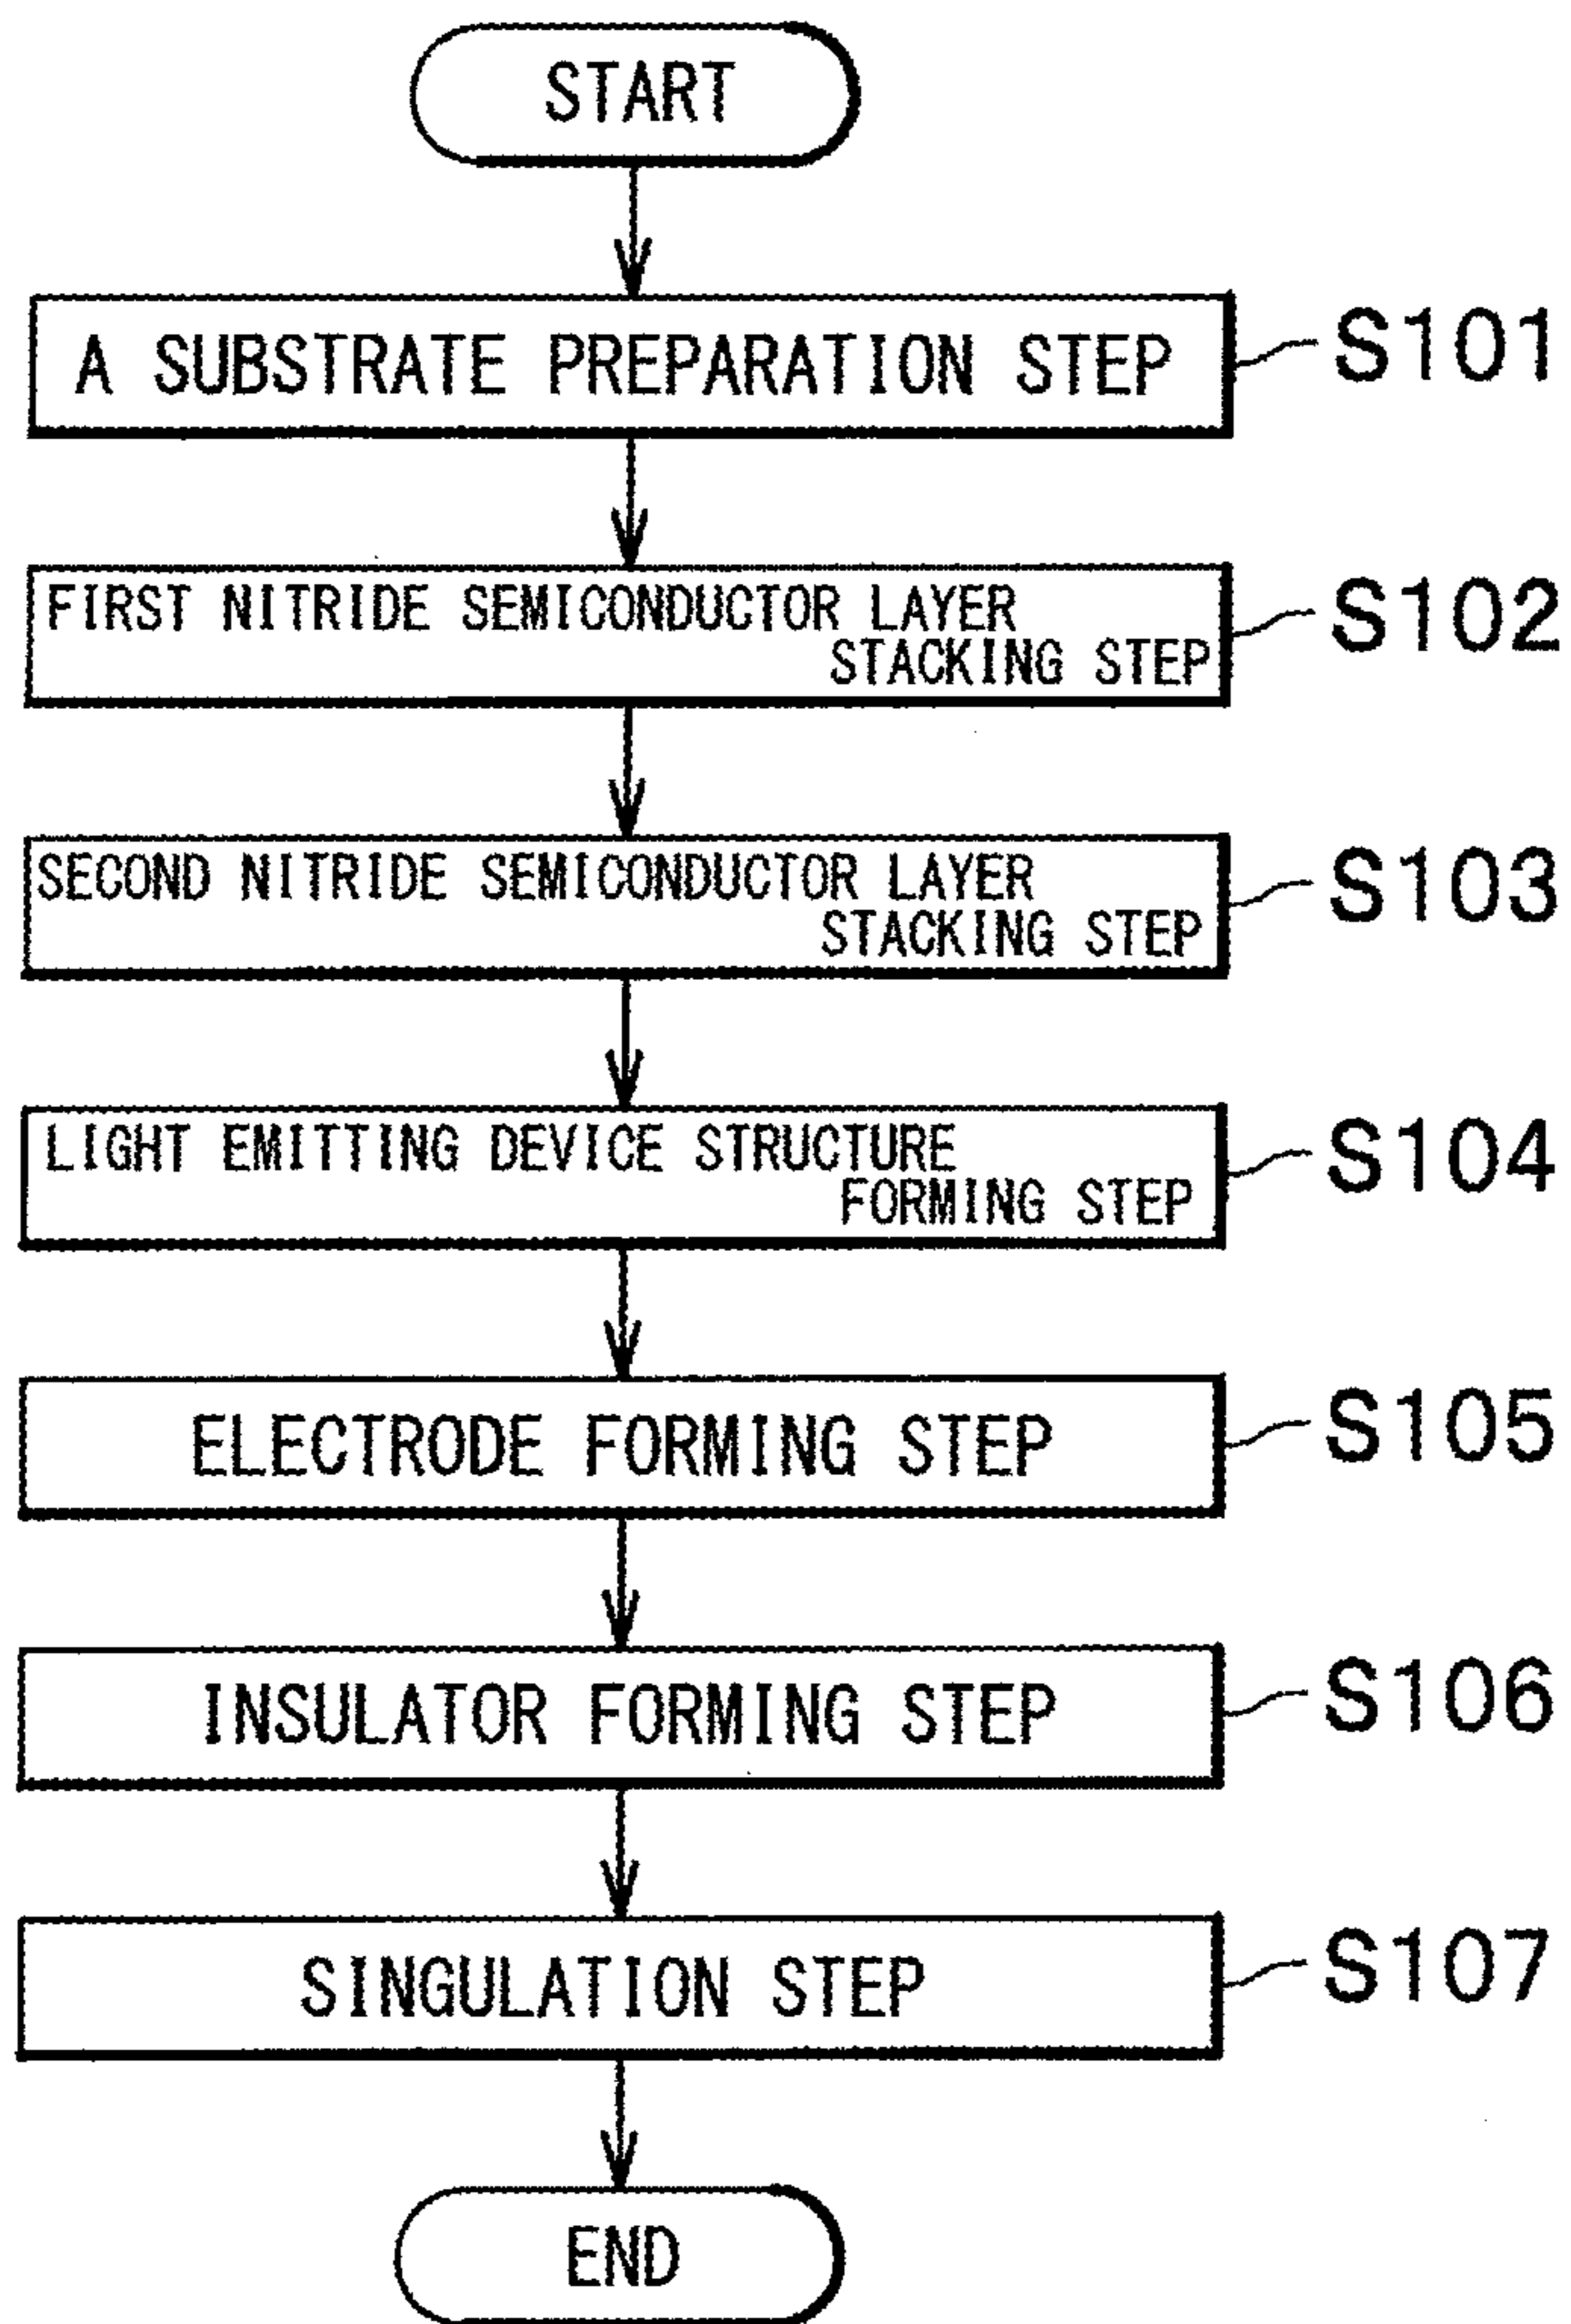 START
A SUBSTRATE PREPARATION STEP
S101
FIRST NITRIDE SEMICONDUCTOR LAYER
STACKING STEP
S102
SECOND NITRIDE SEMICONDUCTOR LAYER
STACKING STEP
S103
LIGHT EMITTING DEVICE STRUCTURE
FORMING STEP
S104
ELECTRODE FORMING STEP
S105
INSULATOR FORMING STEP
S106
SINGULATION STEP
S107
END